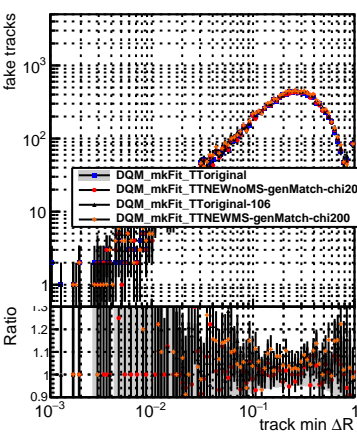 fake tracks
10³
10²
DQM_mkFit_TToriginal
DQM_mkFit_TTNEWnoMS-genMatch-chi20
DQM_mkFit_TToriginal-106
DQM_mkFit_TTNEWMS-genMatch-chi200
10
1
Ratio
1.3
1.2
1.1
1
0.9
10⁻³ 10⁻² 10⁻¹ 1
track min ΔR